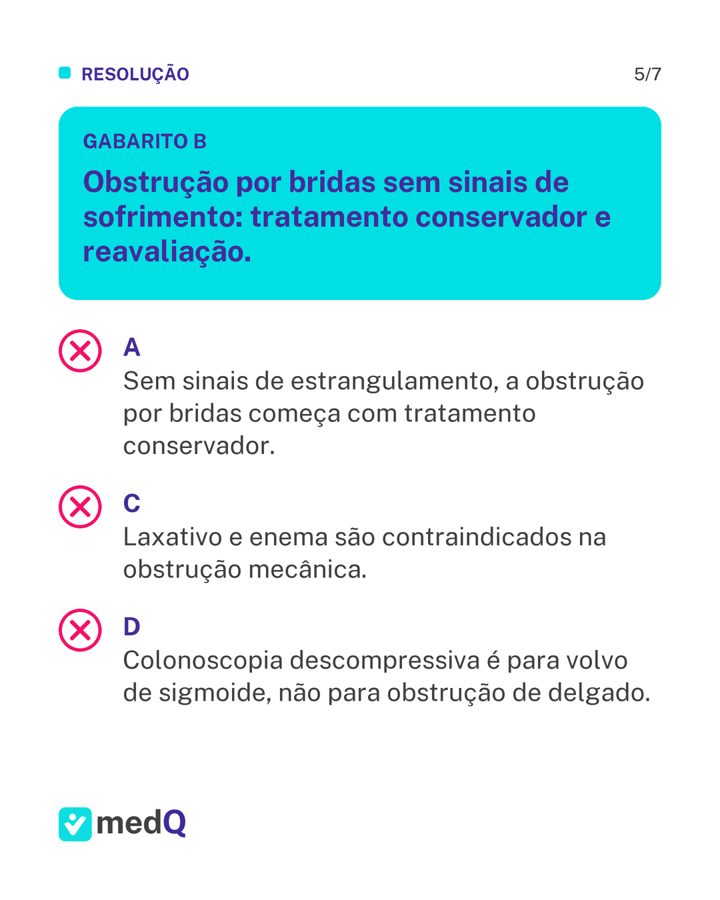 RESOLUÇÃO
5/7
GABARITO B
Obstrução por bridas sem sinais de
sofrimento: tratamento conservador e
reavaliação.
A
Sem sinais de estrangulamento, a obstrução
por bridas começa com tratamento
conservador.
C
Laxativo e enema são contraindicados na
obstrução mecânica.
D
Colonoscopia descompressiva é para volvo
de sigmoide, não para obstrução de delgado.
medQ